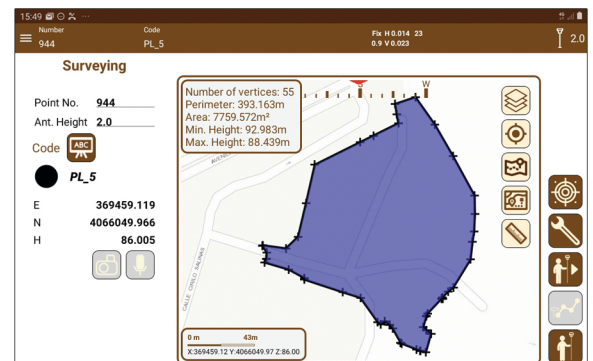 15:49
Number
944
Code
PL_5
Fix H 0.014 23
0.9 V 0.023
2.0
Surveying
Point No. 944
Ant. Height 2.0
Code ABC
PL_5
E 369459.119
N 4066049.966
H 86.005
Number of vertices: 55
Perimeter: 393.163m
Area: 7759.572m²
Min. Height: 92.983m
Max. Height: 88.439m
W
CALLE CIRILO SALINAS
0 m 43m
X:369459.12 Y:4066049.97 Z:86.00